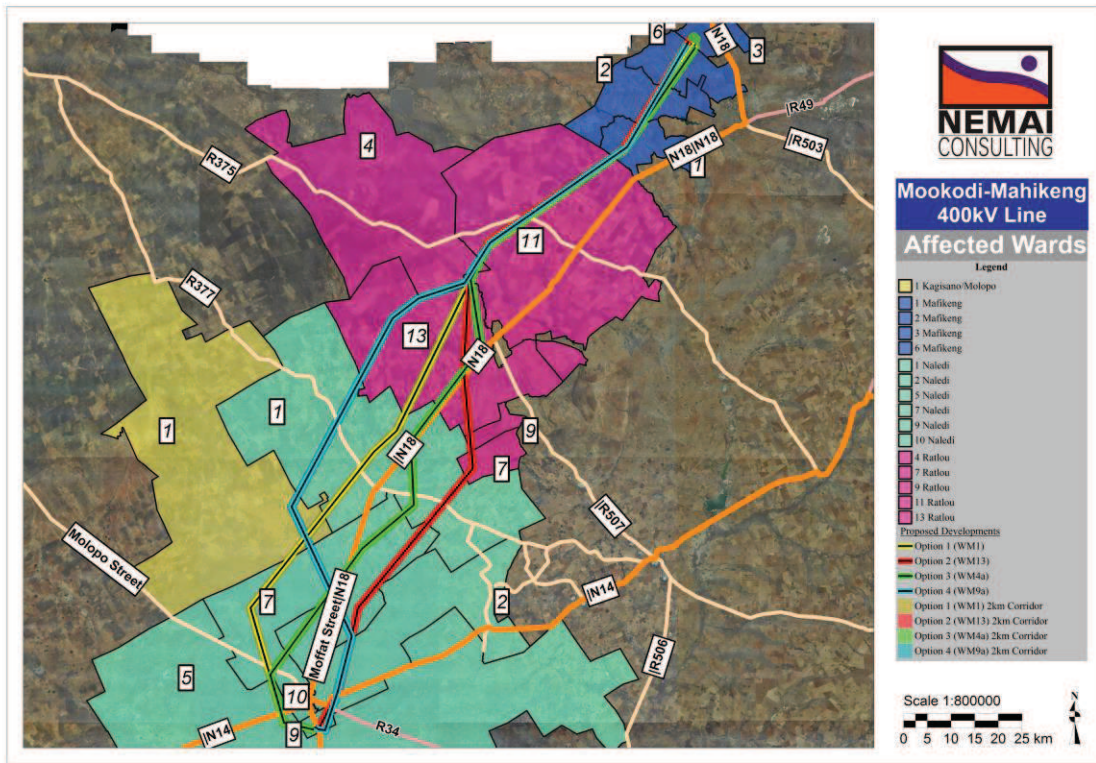 6
N18
3
2
|R49
N18|N18
|R503
1
4
R375
11
R377
13
N18
1
1
|N18
9
7
|R507
Molopo Street
7
Moffat Street|N18
2
|N14
5
|R506
10
|N14
9
R34
NEMAI
CONSULTING
Mookodi-Mahikeng
400kV Line
Affected Wards
Legend
1 Kagisano/Molopo
1 Mafikeng
2 Mafikeng
3 Mafikeng
6 Mafikeng
1 Naledi
2 Naledi
5 Naledi
7 Naledi
9 Naledi
10 Naledi
4 Ratlou
7 Ratlou
9 Ratlou
11 Ratlou
13 Ratlou
Proposed Developments
Option 1 (WM1)
Option 2 (WM13)
Option 3 (WM4a)
Option 4 (WM9a)
Option 1 (WM1) 2km Corridor
Option 2 (WM13) 2km Corridor
Option 3 (WM4a) 2km Corridor
Option 4 (WM9a) 2km Corridor
Scale 1:800000
N
0 5 10 15 20 25 km